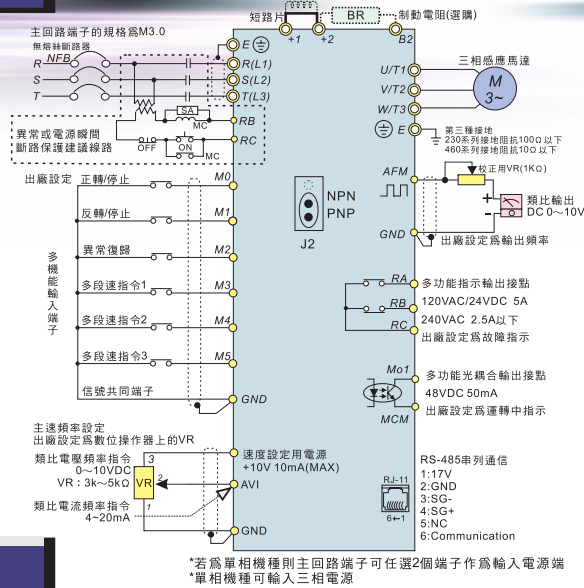 短路片
BR
制動電阻(選購)
主回路端子的規格為M3.0
無熔絲斷路器
+1
+2
B2
NFB
E
R
R(L1)
S
S(L2)
T
T(L3)
U/T1
V/T2
W/T3
三相感應馬達
M
3~
SA
MC
RB
異常或電源瞬間
斷路保護建議線路
OFF
ON
MC
RC
E
第三種接地
230系列接地阻抗100Ω以下
460系列接地阻抗10Ω以下
出廠設定
正轉/停止
M0
反轉/停止
M1
異常復歸
M2
多段速指令1
M3
多段速指令2
M4
多段速指令3
M5
信號共同端子
GND
多機能輸入端子
NPN
PNP
J2
AFM
校正用VR(1KΩ)
+
-
類比輸出
DC 0～10V
GND
出廠設定為輸出頻率
RA
多功能指示輸出接點
RB
120VAC/24VDC 5A
RC
240VAC 2.5A以下
出廠設定為故障指示
Mo1
多功能光耦合輸出接點
48VDC 50mA
MCM
出廠設定為運轉中指示
主速頻率設定
出廠設定為數位操作器上的VR
類比電壓頻率指令
0～10VDC
VR：3k～5kΩ
3
VR
2
1
類比電流頻率指令
4~20mA
速度設定用電源
+10V 10mA(MAX)
AVI
GND
RJ-11
6←1
RS-485串列通信
1:17V
2:GND
3:SG-
4:SG+
5:NC
6:Communication
*若為單相機種則主回路端子可任選2個端子作為輸入電源端
*單相機種可輸入三相電源